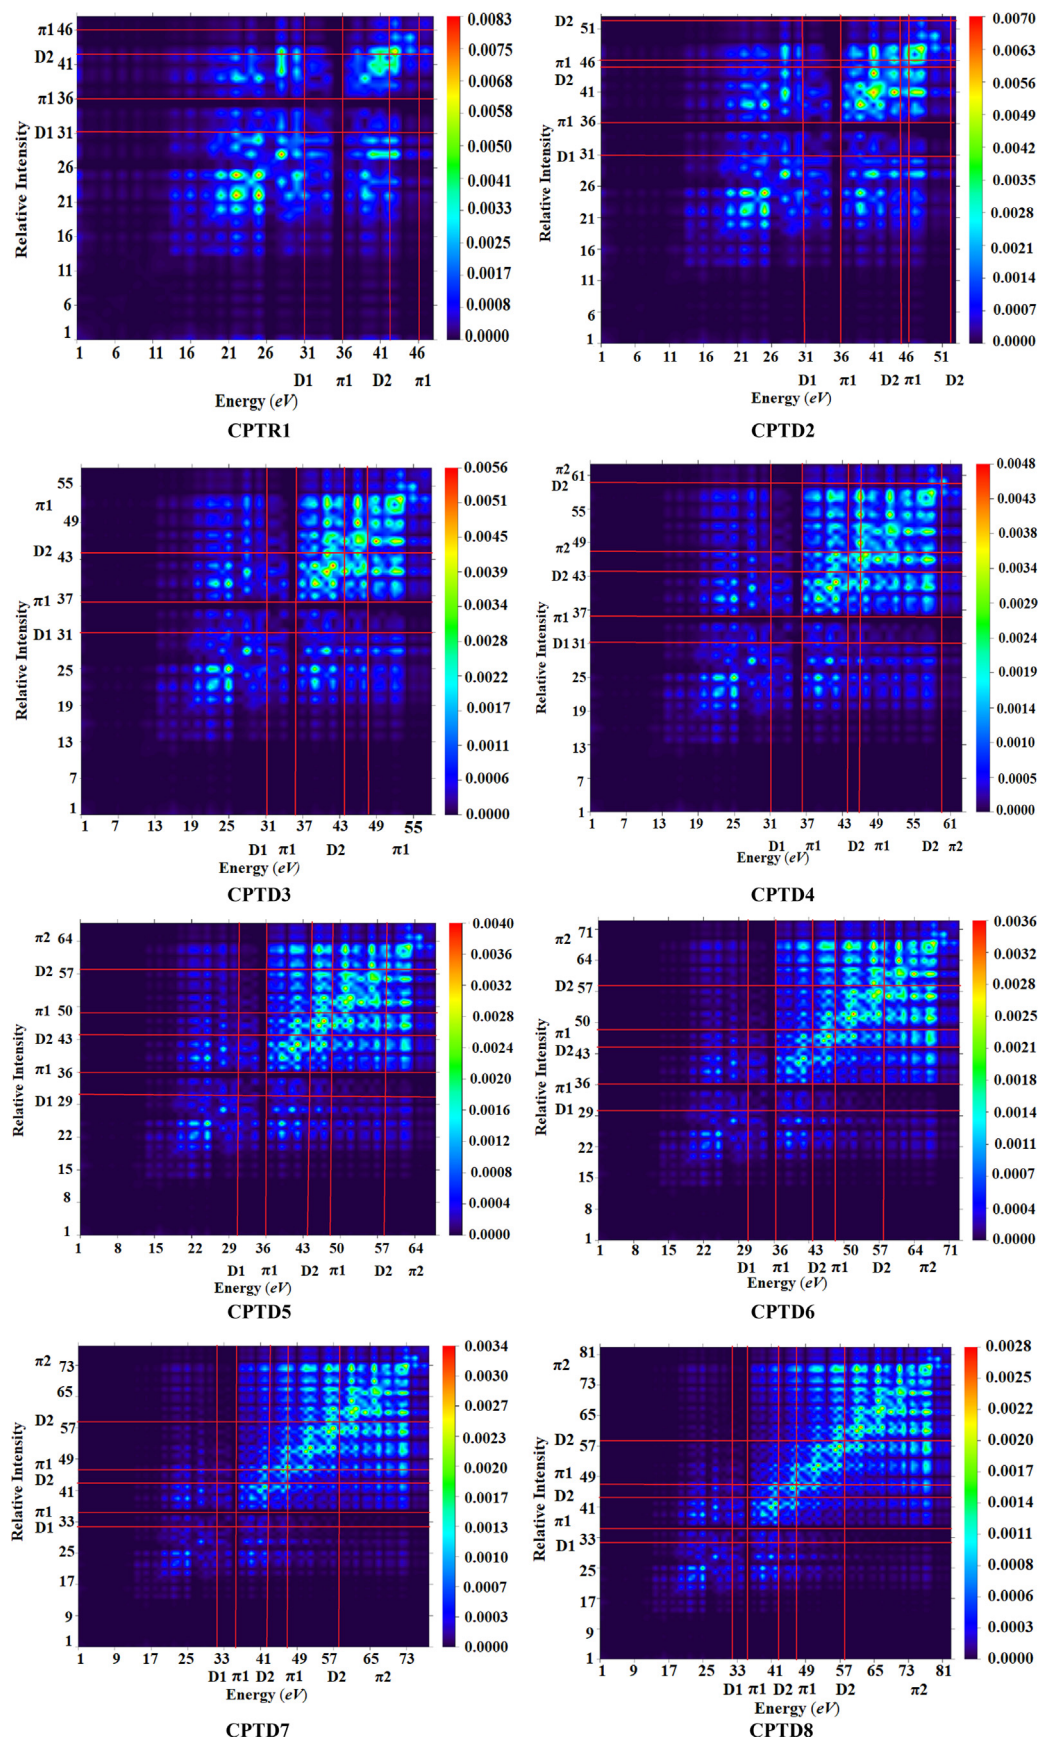 π1 46
D2
41
π1 36
D1 31
26
21
16
11
6
1
Relative Intensity
1 6 11 16 21 26 31 36 41 46
D1 π1 D2 π1
Energy (eV)
0.0083
0.0075
0.0068
0.0058
0.0050
0.0041
0.0033
0.0025
0.0017
0.0008
0.0000
CPTR1
D2
51
46
π1
D2
41
36
π1
31
D1
26
21
16
11
6
1
Relative Intensity
1 6 11 16 21 26 31 36 41 46 51
D1 π1 D2 π1 D2
Energy (eV)
0.0070
0.0063
0.0056
0.0049
0.0042
0.0035
0.0028
0.0021
0.0014
0.0007
0.0000
CPTD2
55
π1
49
D2
43
π1 37
D1 31
25
19
13
7
1
Relative Intensity
1 7 13 19 25 31 37 43 49 55
D1 π1 D2 π1
Energy (eV)
0.0056
0.0051
0.0045
0.0039
0.0034
0.0028
0.0022
0.0017
0.0011
0.0006
0.0000
CPTD3
π2
61
D2
55
49
π2
D2 43
37
π1
D1 31
25
19
13
7
1
Relative Intensity
1 7 13 19 25 31 37 43 49 55 61
D1 π1 D2 π1 D2 π2
Energy (eV)
0.0048
0.0043
0.0038
0.0034
0.0029
0.0024
0.0019
0.0014
0.0010
0.0005
0.0000
CPTD4
π2 64
D2 57
π1 50
D2 43
π1 36
D1 29
22
15
8
1
Relative Intensity
1 8 15 22 29 36 43 50 57 64
D1 π1 D2 π1 D2 π2
Energy (eV)
0.0040
0.0036
0.0032
0.0028
0.0024
0.0020
0.0016
0.0012
0.0008
0.0004
0.0000
CPTD5
71
π2
64
D2 57
50
π1
D2 43
π1 36
D1
29
22
15
8
1
Relative Intensity
1 8 15 22 29 36 43 50 57 64 71
D1 π1 D2 π1 D2 π2
Energy (eV)
0.0036
0.0032
0.0029
0.0025
0.0021
0.0018
0.0014
0.0011
0.0007
0.0004
0.0000
CPTD6
π2 73
65
D2
57
49
π1
D2
41
π1
33
D1
25
17
9
1
Relative Intensity
1 9 17 25 33 41 49 57 65 73
D1 π1 D2 π1 D2 π2
Energy (eV)
0.0034
0.0030
0.0027
0.0023
0.0020
0.0017
0.0013
0.0010
0.0007
0.0003
0.0000
CPTD7
81
π2
73
65
D2
57
π1
49
D2
41
π1
33
D1
25
17
9
1
Relative Intensity
1 9 17 25 33 41 49 57 65 73 81
D1 π1 D2 π1 D2 π2
Energy (eV)
0.0028
0.0025
0.0022
0.0020
0.0017
0.0014
0.0011
0.0008
0.0006
0.0003
0.0000
CPTD8